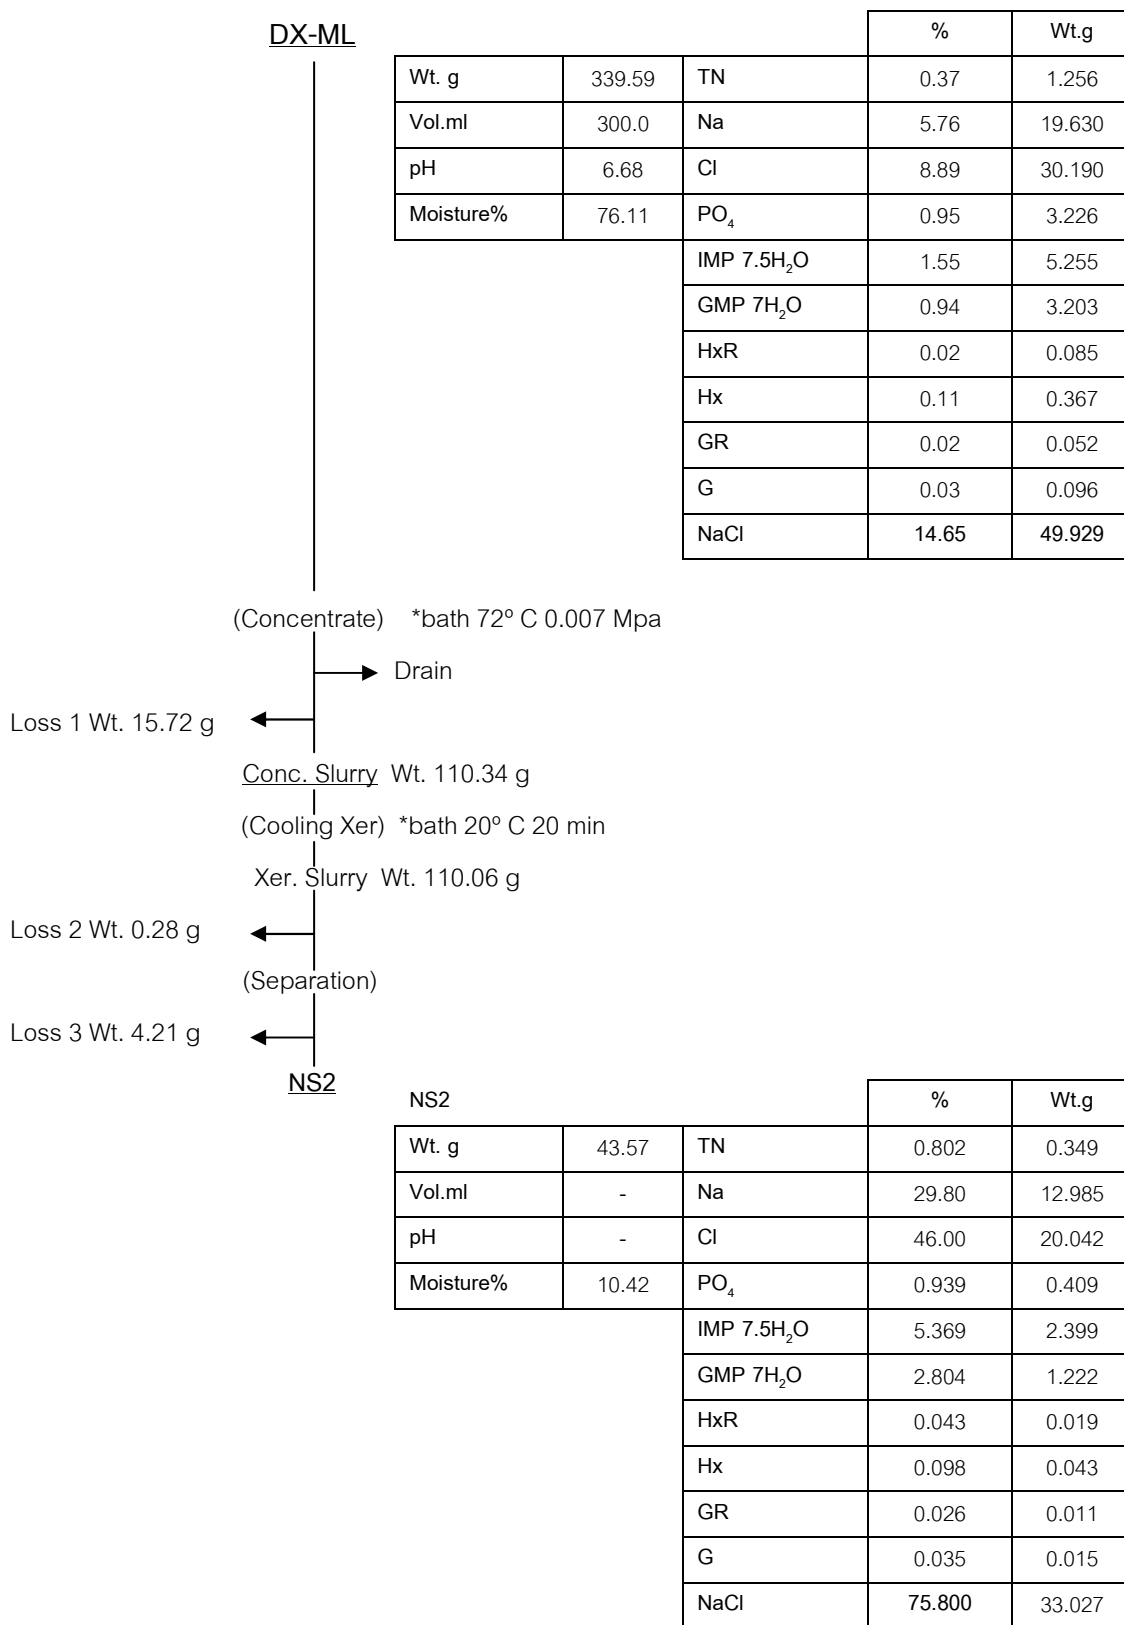 DX-ML
% Wt.g
Wt. g 339.59 TN 0.37 1.256
Vol.ml 300.0 Na 5.76 19.630
pH 6.68 Cl 8.89 30.190
Moisture% 76.11 PO₄ 0.95 3.226
IMP 7.5H₂O 1.55 5.255
GMP 7H₂O 0.94 3.203
HxR 0.02 0.085
Hx 0.11 0.367
GR 0.02 0.052
G 0.03 0.096
NaCl 14.65 49.929
(Concentrate) *bath 72º C 0.007 Mpa
Drain
Loss 1 Wt. 15.72 g
Conc. Slurry Wt. 110.34 g
(Cooling Xer) *bath 20º C 20 min
Xer. Slurry Wt. 110.06 g
Loss 2 Wt. 0.28 g
(Separation)
Loss 3 Wt. 4.21 g
NS2
NS2 % Wt.g
Wt. g 43.57 TN 0.802 0.349
Vol.ml - Na 29.80 12.985
pH - Cl 46.00 20.042
Moisture% 10.42 PO₄ 0.939 0.409
IMP 7.5H₂O 5.369 2.399
GMP 7H₂O 2.804 1.222
HxR 0.043 0.019
Hx 0.098 0.043
GR 0.026 0.011
G 0.035 0.015
NaCl 75.800 33.027